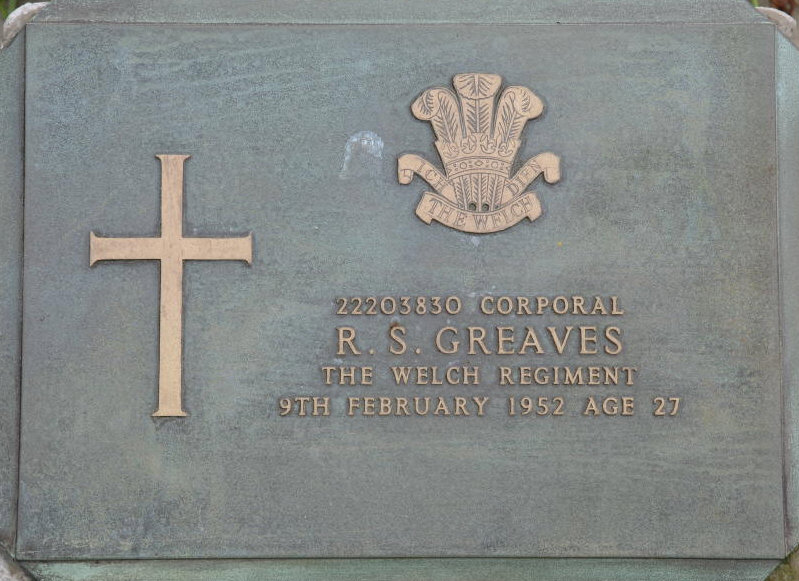 ICH DIEN
THE WELCH
22203830 CORPORAL
R. S. GREAVES
THE WELCH REGIMENT
9TH FEBRUARY 1952 AGE 27